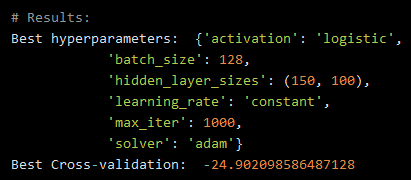 # Results:
Best hyperparameters:  {'activation': 'logistic',
'batch_size': 128,
'hidden_layer_sizes': (150, 100),
'learning_rate': 'constant',
'max_iter': 1000,
'solver': 'adam'}
Best Cross-validation:  -24.902098586487128